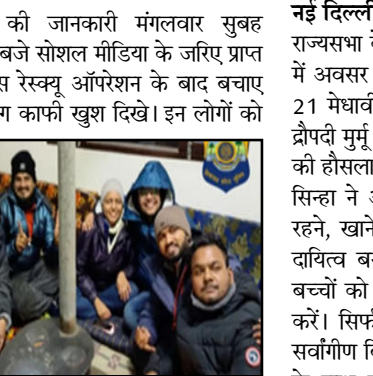 की जानकारी मंगलवार सुबह
बजे सोशल मीडिया के जरिए प्राप्त
रेस्क्यू ऑपरेशन के बाद बचाए
काफी खुश दिखे। इन लोगों को
नई दिल्ली
राज्यसभा
में अवसर
21 मेधावी
द्रौपदी मुर्मू
की हौसला
सिन्हा ने
रहने, खाने
दायित्व
बच्चों को
करें।
सर्वांगीण